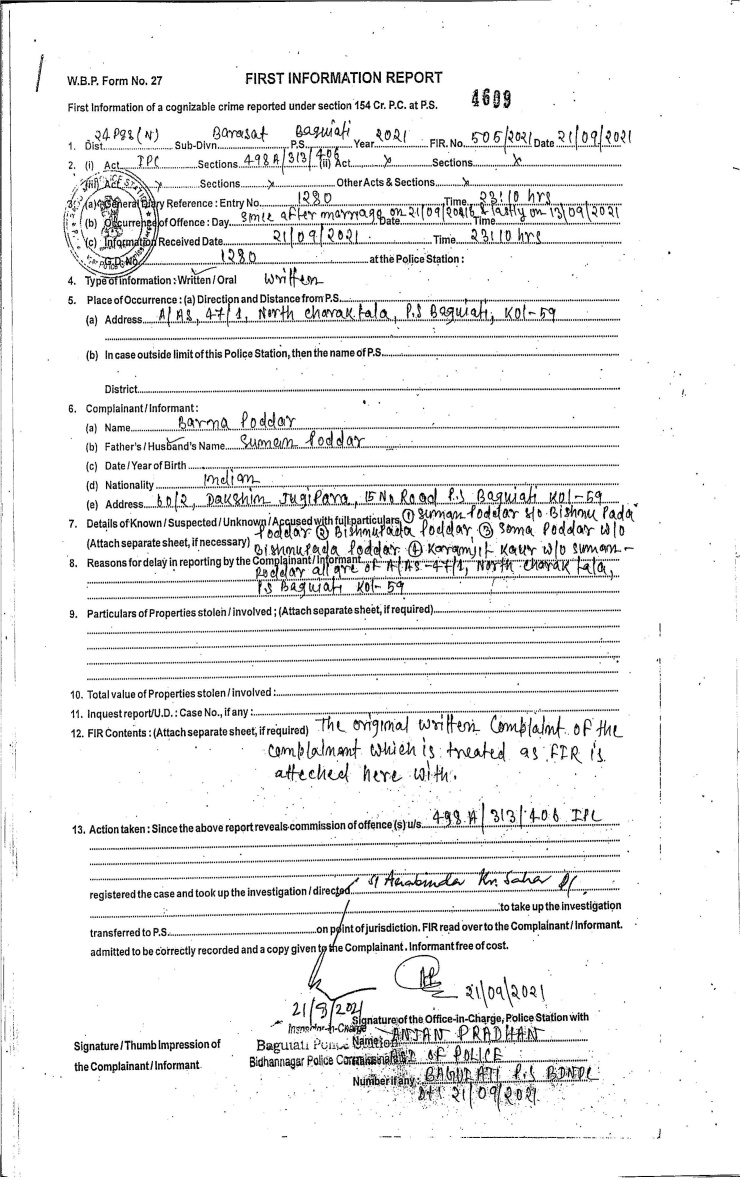 W.B.P. Form No. 27 FIRST INFORMATION REPORT
First Information of a cognizable crime reported under section 154 Cr. P.C. at P.S. 4609
1. Dist. 24 PGS (N) Sub-Divn. Barasat P.S. Baguiati Year 2021 FIR. No. 505/2021 Date 21/09/2021
2. (i) Act IPC Sections 498A/313/406 (ii) Act x Sections x
(iii) Act Sections x Other Acts & Sections x
3. (a) General Diary Reference : Entry No. 1280 Time 23:10 hrs
(b) Occurrence of Offence : Day Since after marriage on 21/09/ Date & lastly on 13/09/2021 Time
(c) Information Received Date 21/09/2021. Time 23:10 hrs
G.D. No. 1280 at the Police Station :
4. Type of information : Written / Oral Written
5. Place of Occurrence : (a) Direction and Distance from P.S.
(a) Address A/AS, 47/1, North Charaktala, P.S Baguiati, Kol-59
(b) In case outside limit of this Police Station, then the name of P.S.
District
6. Complainant / Informant :
(a) Name Barna Poddar
(b) Father's / Husband's Name Suman Poddar
(c) Date / Year of Birth
(d) Nationality Indian
(e) Address 60/2, Dakshin Jugipara, 15 No Road P.S Baguiati Kol-59
7. Details of Known / Suspected / Unknown / Accused with full particulars ① Suman Poddar s/o Bishnu Pada
Poddar ② Bishnupada Poddar, ③ Soma Poddar w/o
(Attach separate sheet, if necessary) Bishnupada Poddar ④ Karamjit Kaur w/o Suman -
8. Reasons for delay in reporting by the Complainant / Informant
Poddar all are of A/AS-47/1, North Charaktala,
P.S Baguiati Kol-59
9. Particulars of Properties stolen / involved ; (Attach separate sheet, if required)
10. Total value of Properties stolen / involved :
11. Inquest report/U.D. : Case No., if any :
12. FIR Contents : (Attach separate sheet, if required) The original written Complaint of the
complainant which is treated as FIR is
atteched here with.
13. Action taken : Since the above report reveals commission of offence (s) u/s. 498A/313/406 IPC
registered the case and took up the investigation / directed SI Aurabinda Kr. Saha
to take up the investigation
transferred to P.S. on point of jurisdiction. FIR read over to the Complainant / Informant.
admitted to be correctly recorded and a copy given to the Complainant. Informant free of cost.
21/09/2021
21/9/2021
Signature of the Office-in-Charge, Police Station with
Inspector-in-Charge
Name : ANJAN PRADHAN
Signature / Thumb Impression of Baguiati Police Station
the Complainant / Informant Bidhannagar Police Commissionerate OF POLICE
Number if any : BAGUIATI P.S BDNPC
Dt: 21/09/2021